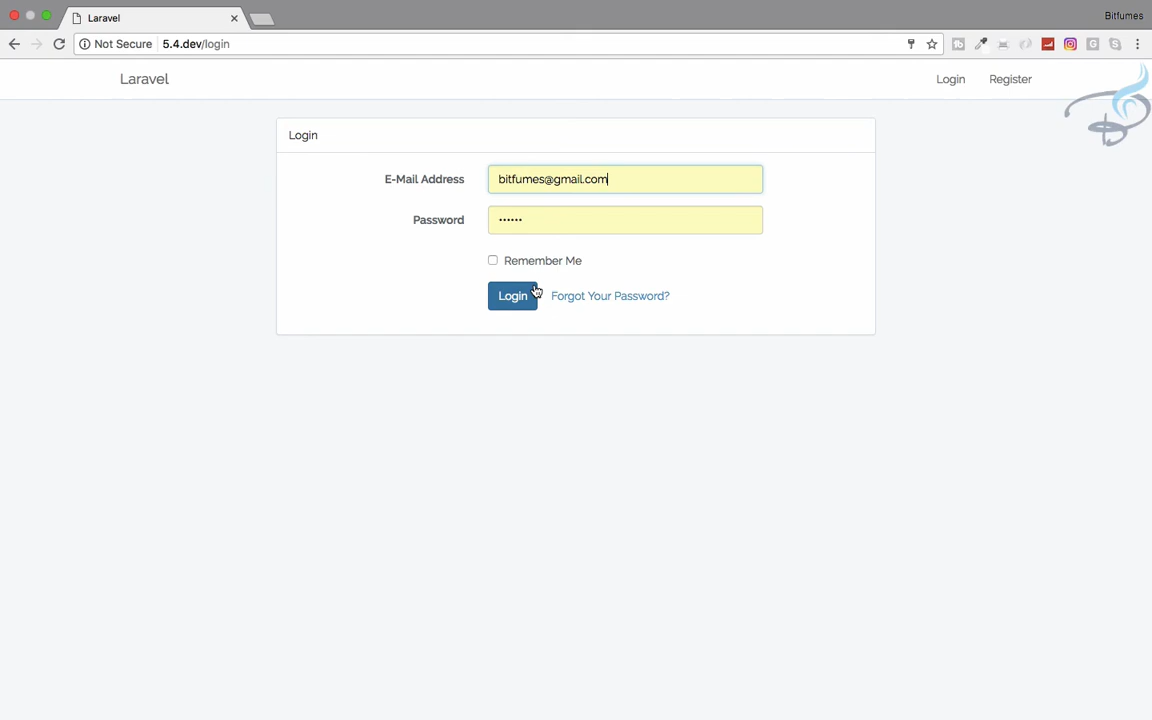 Laravel
Bitfumes
Not Secure 5.4.dev/login
Laravel
Login Register
Login
E-Mail Address bitfumes@gmail.com
Password ••••••
Remember Me
Login Forgot Your Password?